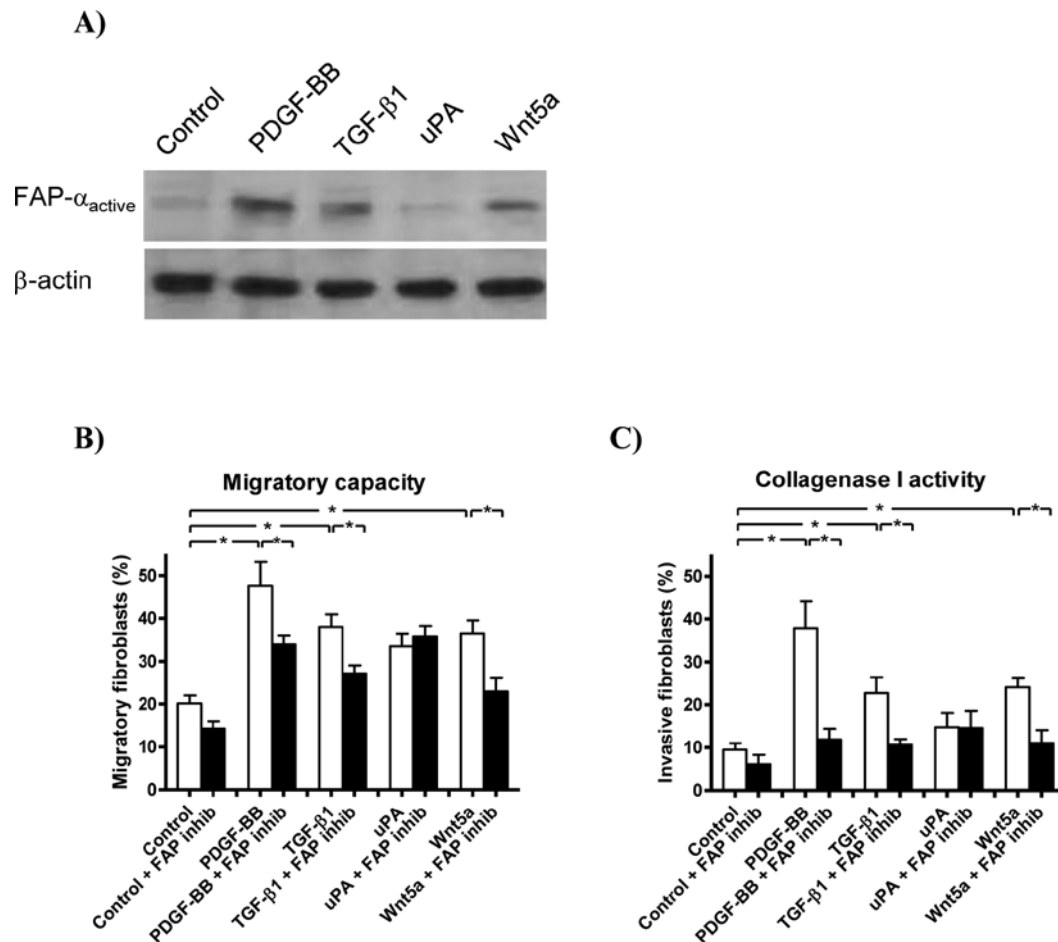 A)
Control PDGF-BB TGF-β1 uPA Wnt5a
FAP-αactive
β-actin
B)
Migratory capacity
* 
* 
* * * *
Migratory fibroblasts (%)
50
40
30
20
10
0
Control
Control + FAP inhib
PDGF-BB
PDGF-BB + FAP inhib
TGF-β1
TGF-β1 + FAP inhib
uPA
uPA + FAP inhib
Wnt5a
Wnt5a + FAP inhib
C)
Collagenase I activity
*
*
* * * *
Invasive fibroblasts (%)
50
40
30
20
10
0
Control
Control + FAP inhib
PDGF-BB
PDGF-BB + FAP inhib
TGF-β1
TGF-β1 + FAP inhib
uPA
uPA + FAP inhib
Wnt5a
Wnt5a + FAP inhib